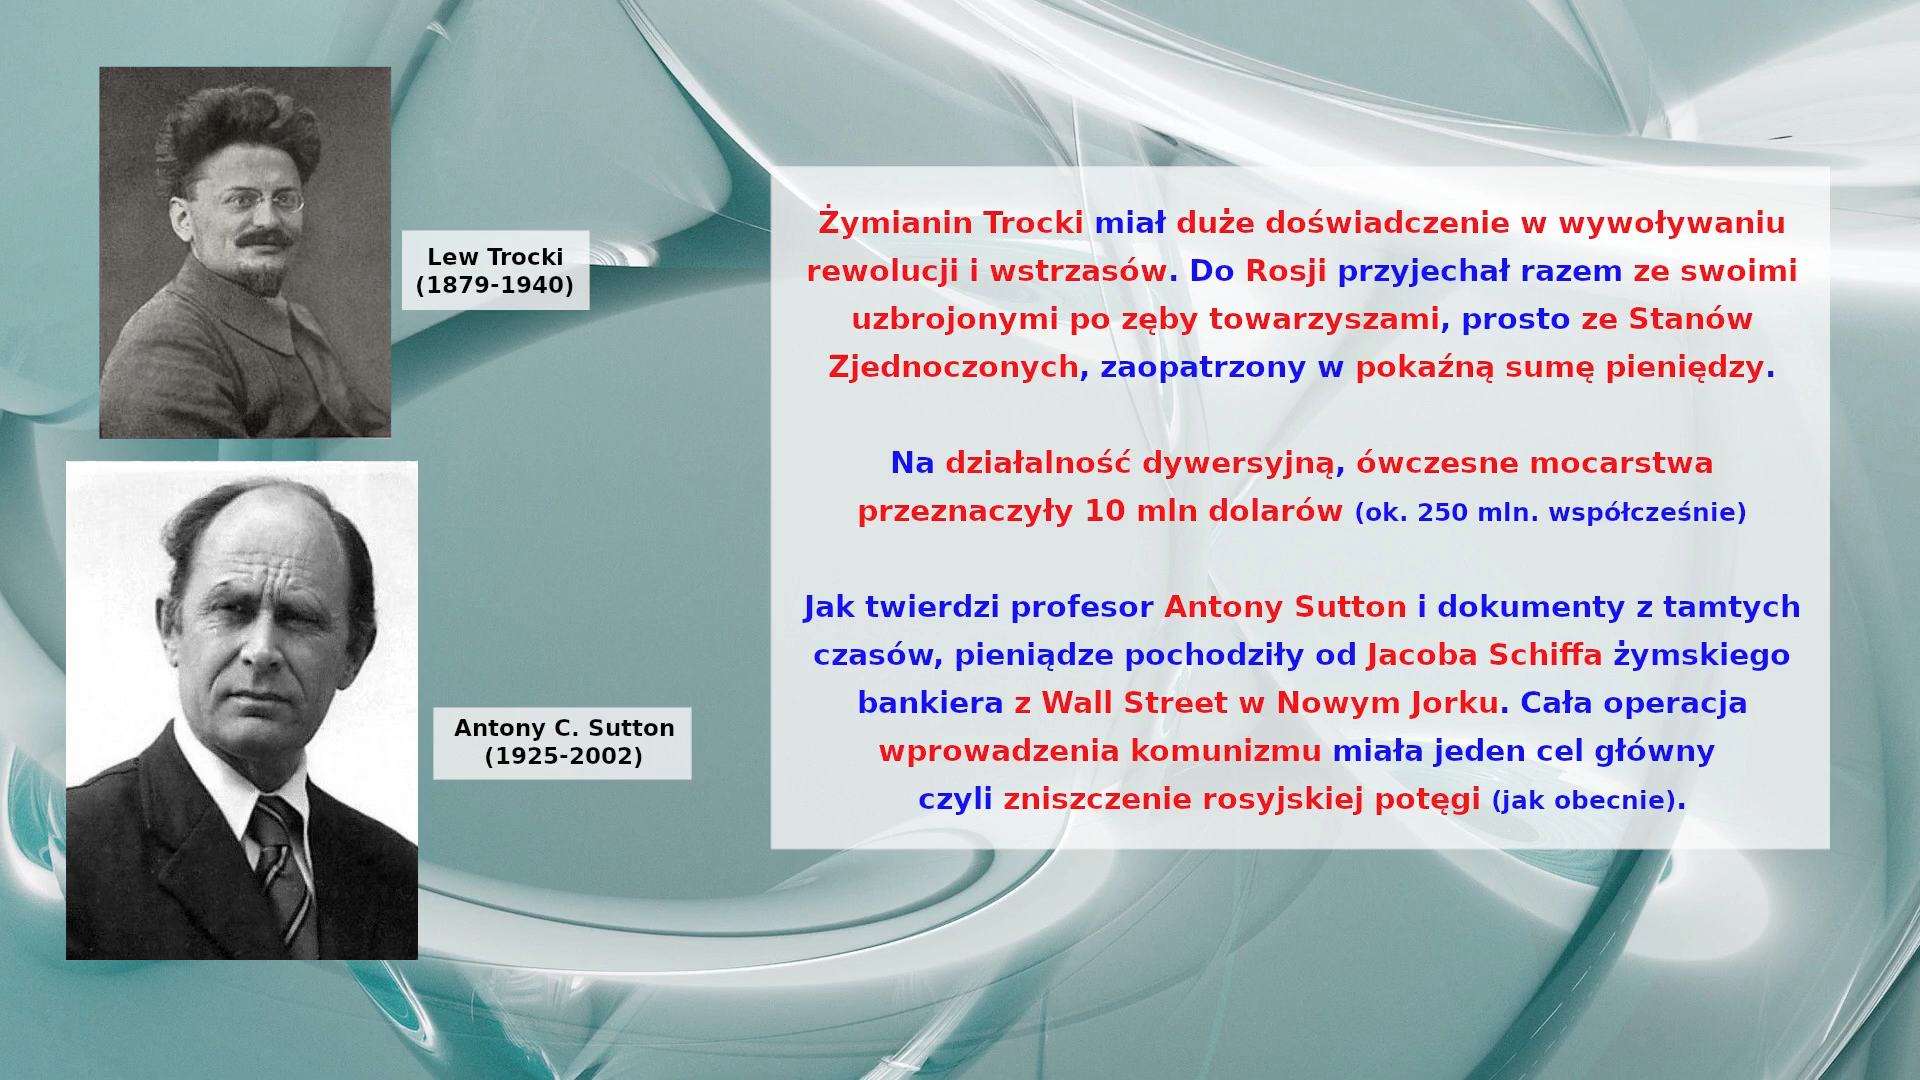 Lew Trocki
(1879-1940)
Antony C. Sutton
(1925-2002)
Żymianin Trocki miał duże doświadczenie w wywoływaniu
rewolucji i wstrzasów. Do Rosji przyjechał razem ze swoimi
uzbrojonymi po zęby towarzyszami, prosto ze Stanów
Zjednoczonych, zaopatrzony w pokaźną sumę pieniędzy.
Na działalność dywersyjną, ówczesne mocarstwa
przeznaczyły 10 mln dolarów (ok. 250 mln. współcześnie)
Jak twierdzi profesor Antony Sutton i dokumenty z tamtych
czasów, pieniądze pochodziły od Jacoba Schiffa żymskiego
bankiera z Wall Street w Nowym Jorku. Cała operacja
wprowadzenia komunizmu miała jeden cel główny
czyli zniszczenie rosyjskiej potęgi (jak obecnie).